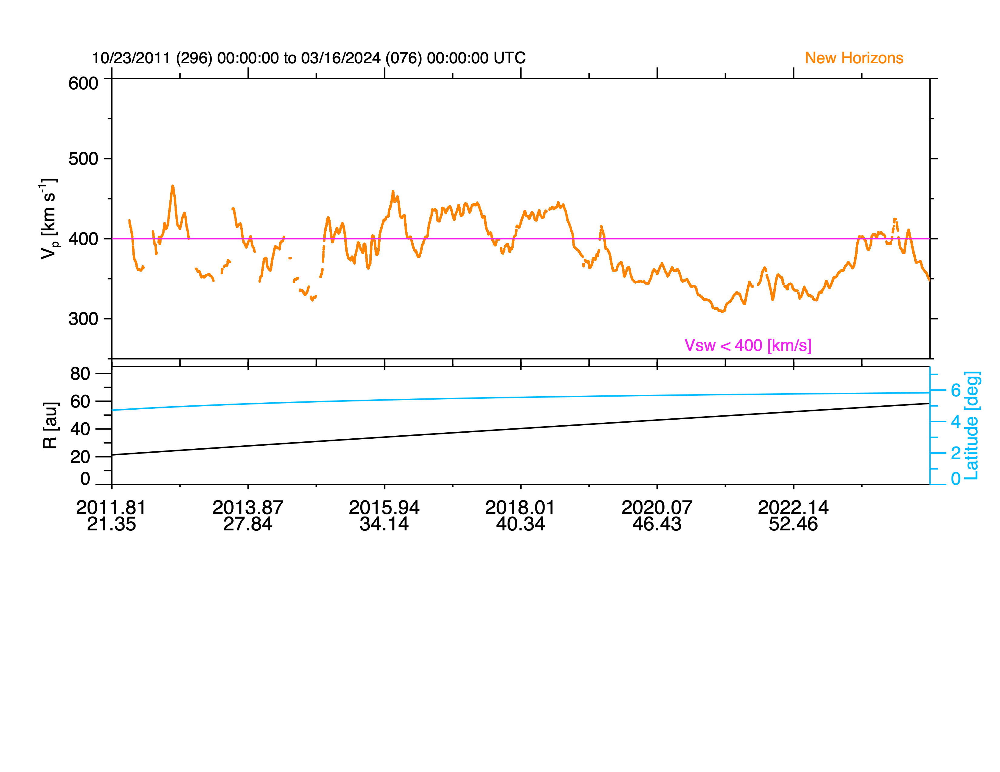 10/23/2011 (296) 00:00:00 to 03/16/2024 (076) 00:00:00 UTC
New Horizons
600
500
400
300
Vp [km s-1]
Vsw < 400 [km/s]
80
60
40
20
0
R [au]
6
4
2
0
Latitude [deg]
2011.81 2013.87 2015.94 2018.01 2020.07 2022.14
21.35 27.84 34.14 40.34 46.43 52.46